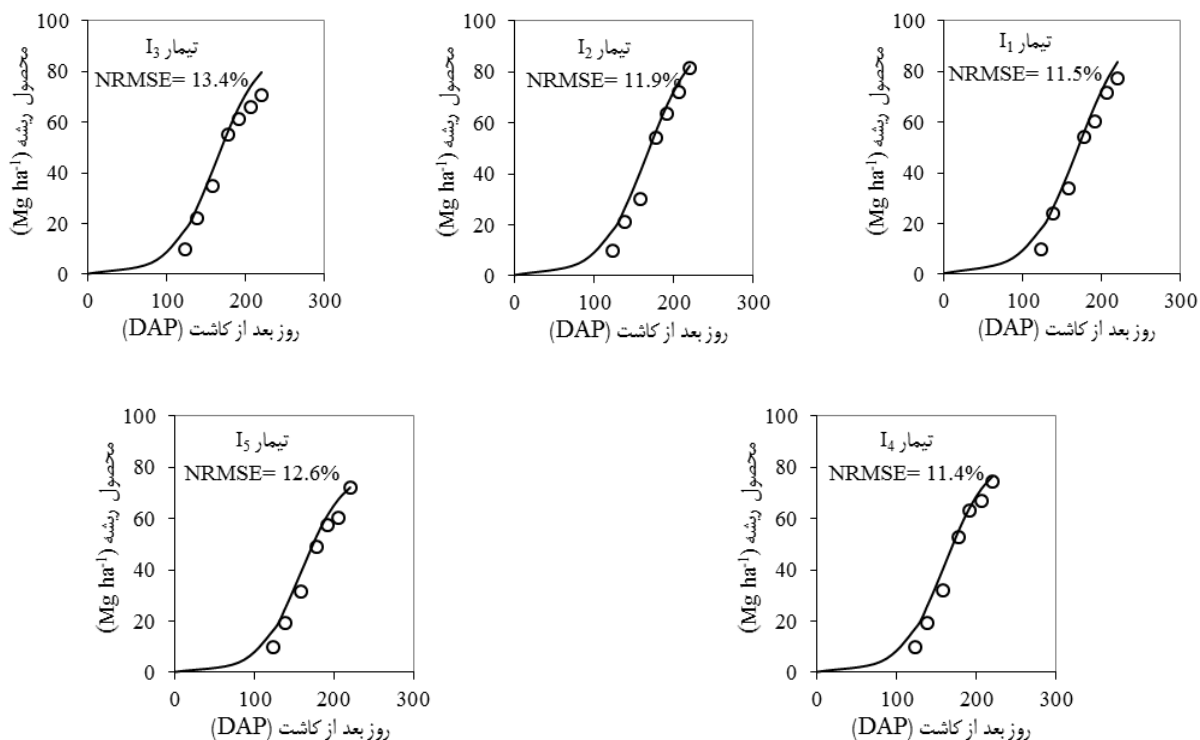 تیمار I₃
NRMSE= 13.4%
محصول ریشه (Mg ha⁻¹)
100
80
60
40
20
0
0 100 200 300
روز بعد از کاشت (DAP)
تیمار I₂
NRMSE= 11.9%
محصول ریشه (Mg ha⁻¹)
100
80
60
40
20
0
0 100 200 300
روز بعد از کاشت (DAP)
تیمار I₁
NRMSE= 11.5%
محصول ریشه (Mg ha⁻¹)
100
80
60
40
20
0
0 100 200 300
روز بعد از کاشت (DAP)
تیمار I₅
NRMSE= 12.6%
محصول ریشه (Mg ha⁻¹)
100
80
60
40
20
0
0 100 200 300
روز بعد از کاشت (DAP)
تیمار I₄
NRMSE= 11.4%
محصول ریشه (Mg ha⁻¹)
100
80
60
40
20
0
0 100 200 300
روز بعد از کاشت (DAP)